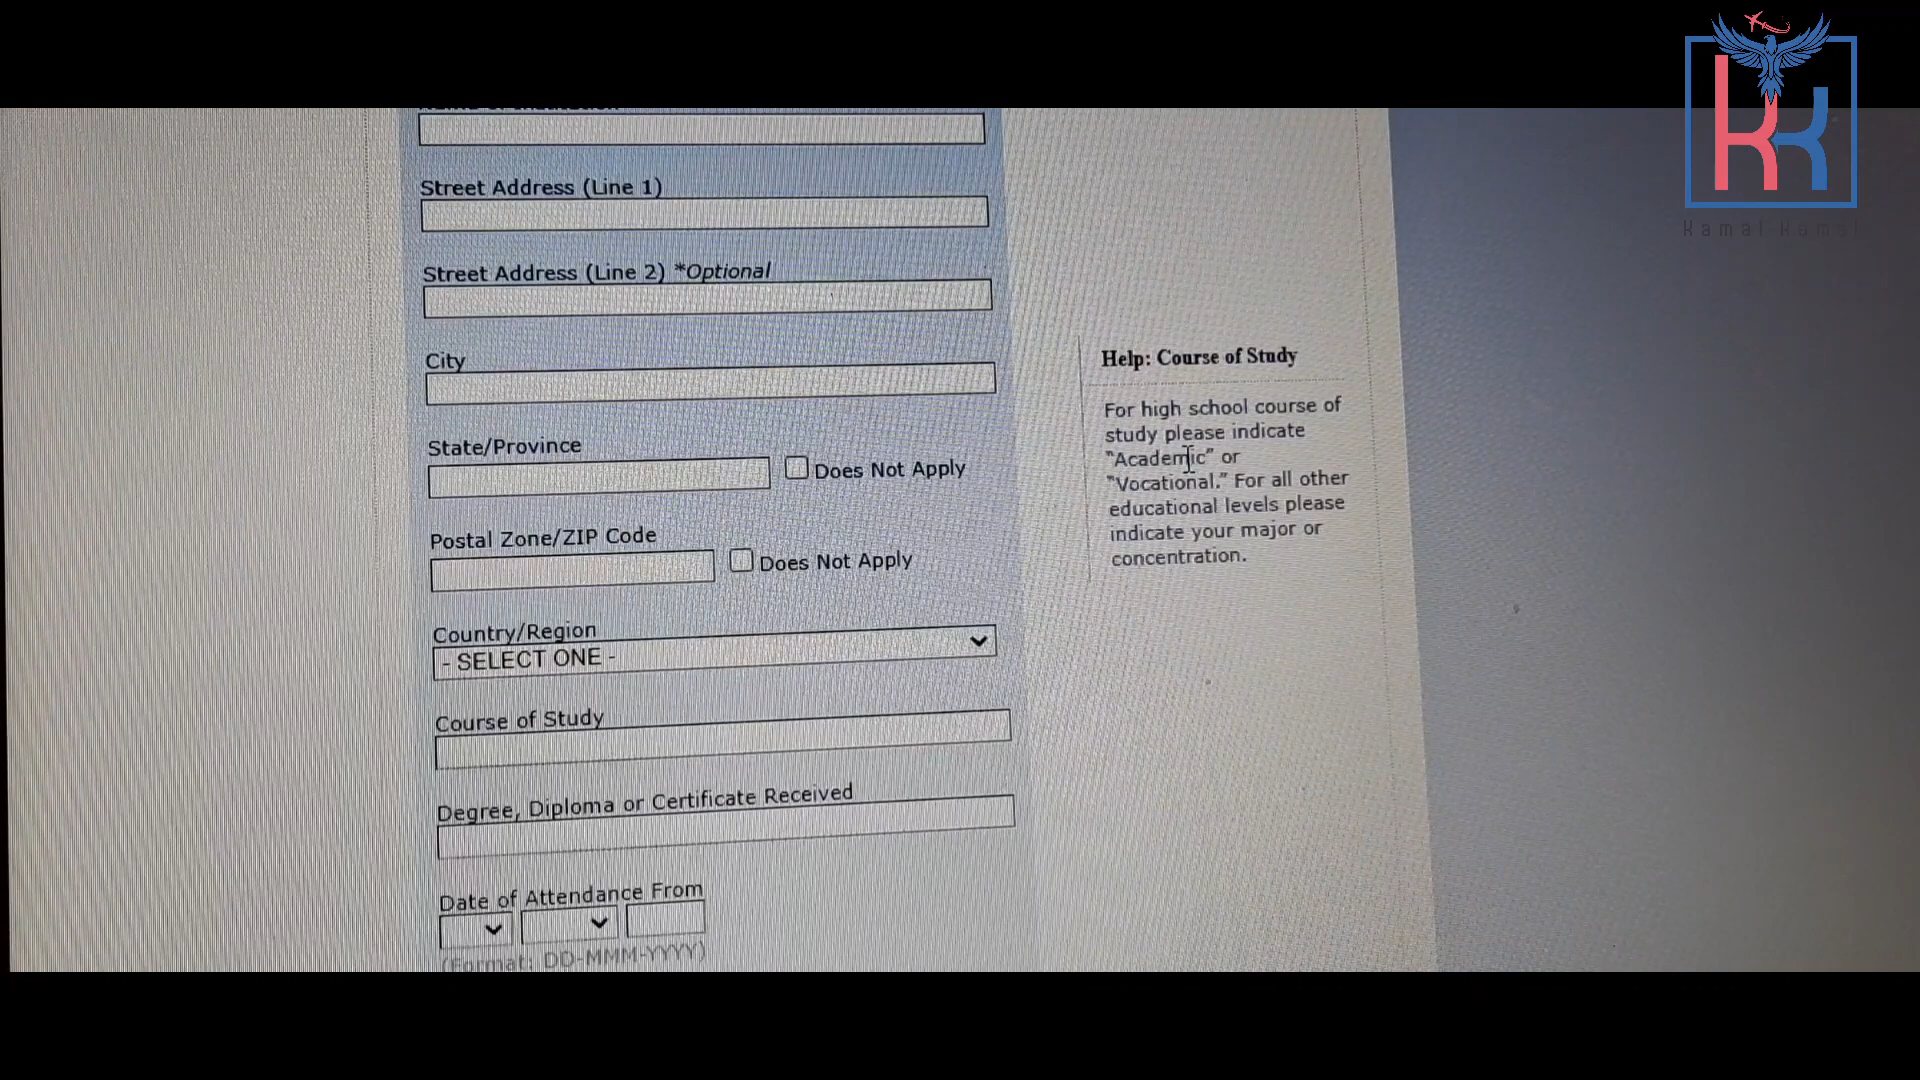 Street Address (Line 1)
Street Address (Line 2) *Optional
City
State/Province
Does Not Apply
Postal Zone/ZIP Code
Does Not Apply
Country/Region
- SELECT ONE -
Course of Study
Degree, Diploma or Certificate Received
Date of Attendance From
(Format: DD-MMM-YYYY)
Help: Course of Study
For high school course of
study please indicate
"Academic" or
"Vocational." For all other
educational levels please
indicate your major or
concentration.
KK
Kamal Kamal